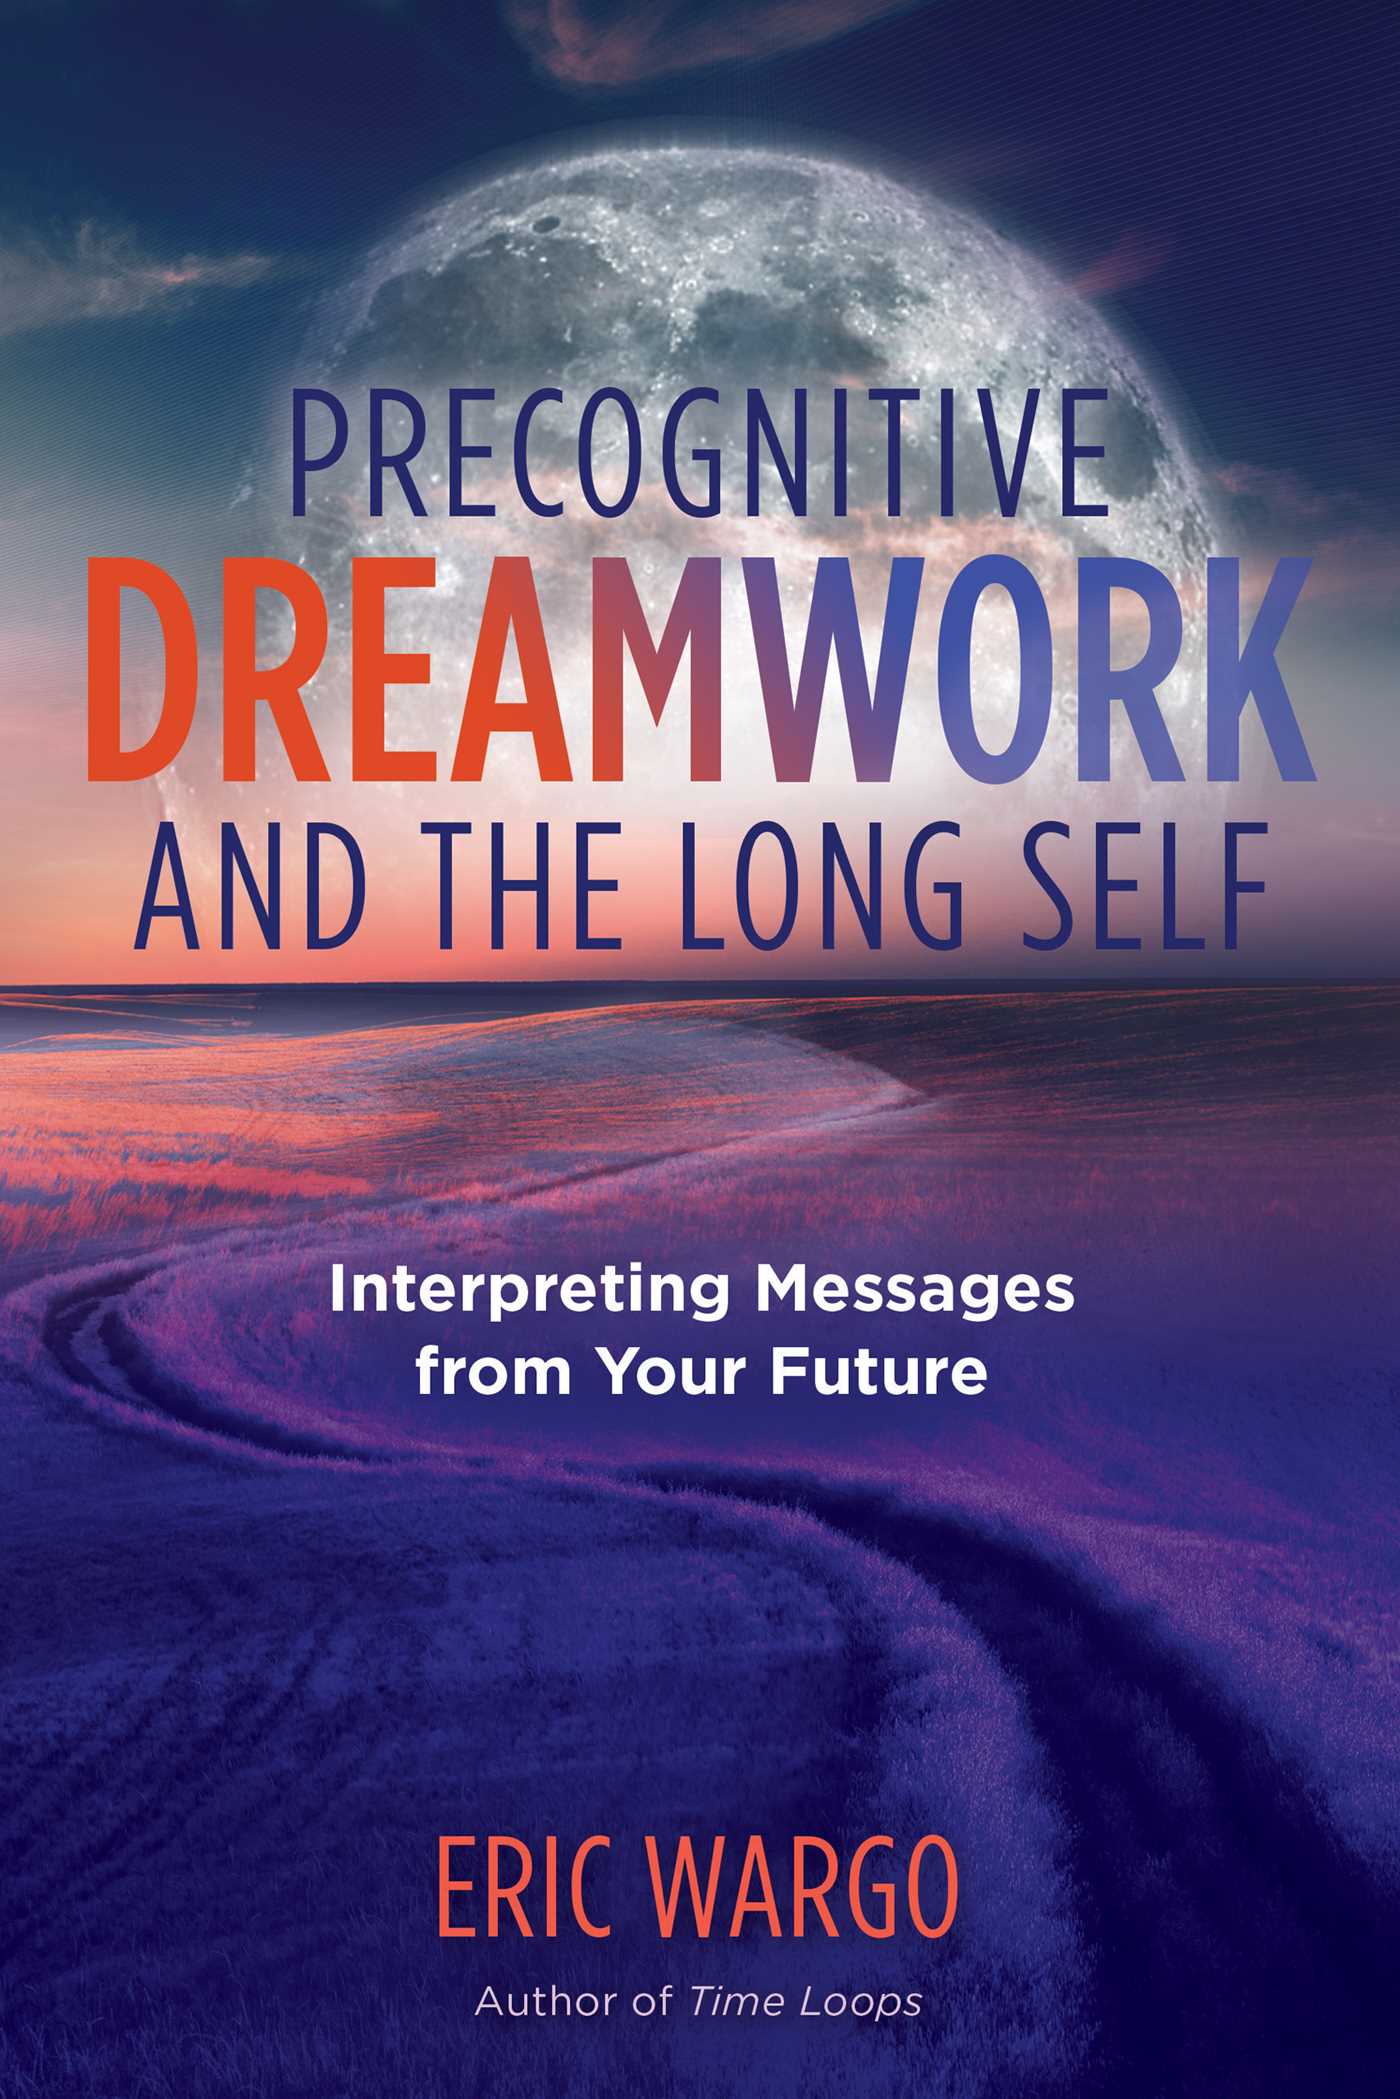 PRECOGNITIVE
DREAMWORK
AND THE LONG SELF
Interpreting Messages
from Your Future
ERIC WARGO
Author of Time Loops